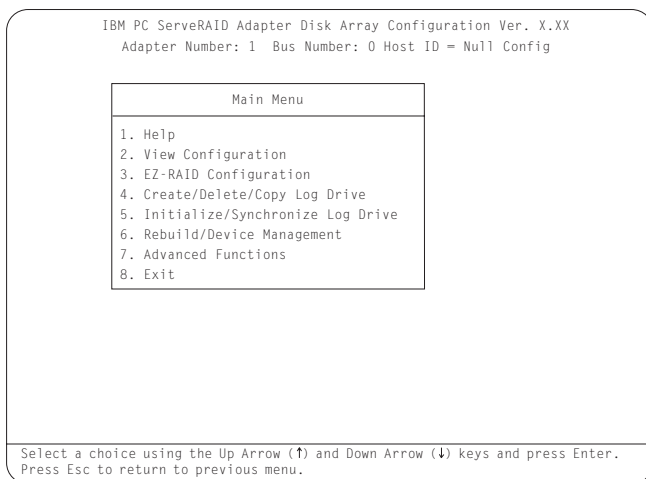 IBM PC ServeRAID Adapter Disk Array Configuration Ver. X.XX
Adapter Number: 1 Bus Number: 0 Host ID = Null Config
Main Menu
1. Help
2. View Configuration
3. EZ-RAID Configuration
4. Create/Delete/Copy Log Drive
5. Initialize/Synchronize Log Drive
6. Rebuild/Device Management
7. Advanced Functions
8. Exit
Select a choice using the Up Arrow (↑) and Down Arrow (↓) keys and press Enter.
Press Esc to return to previous menu.